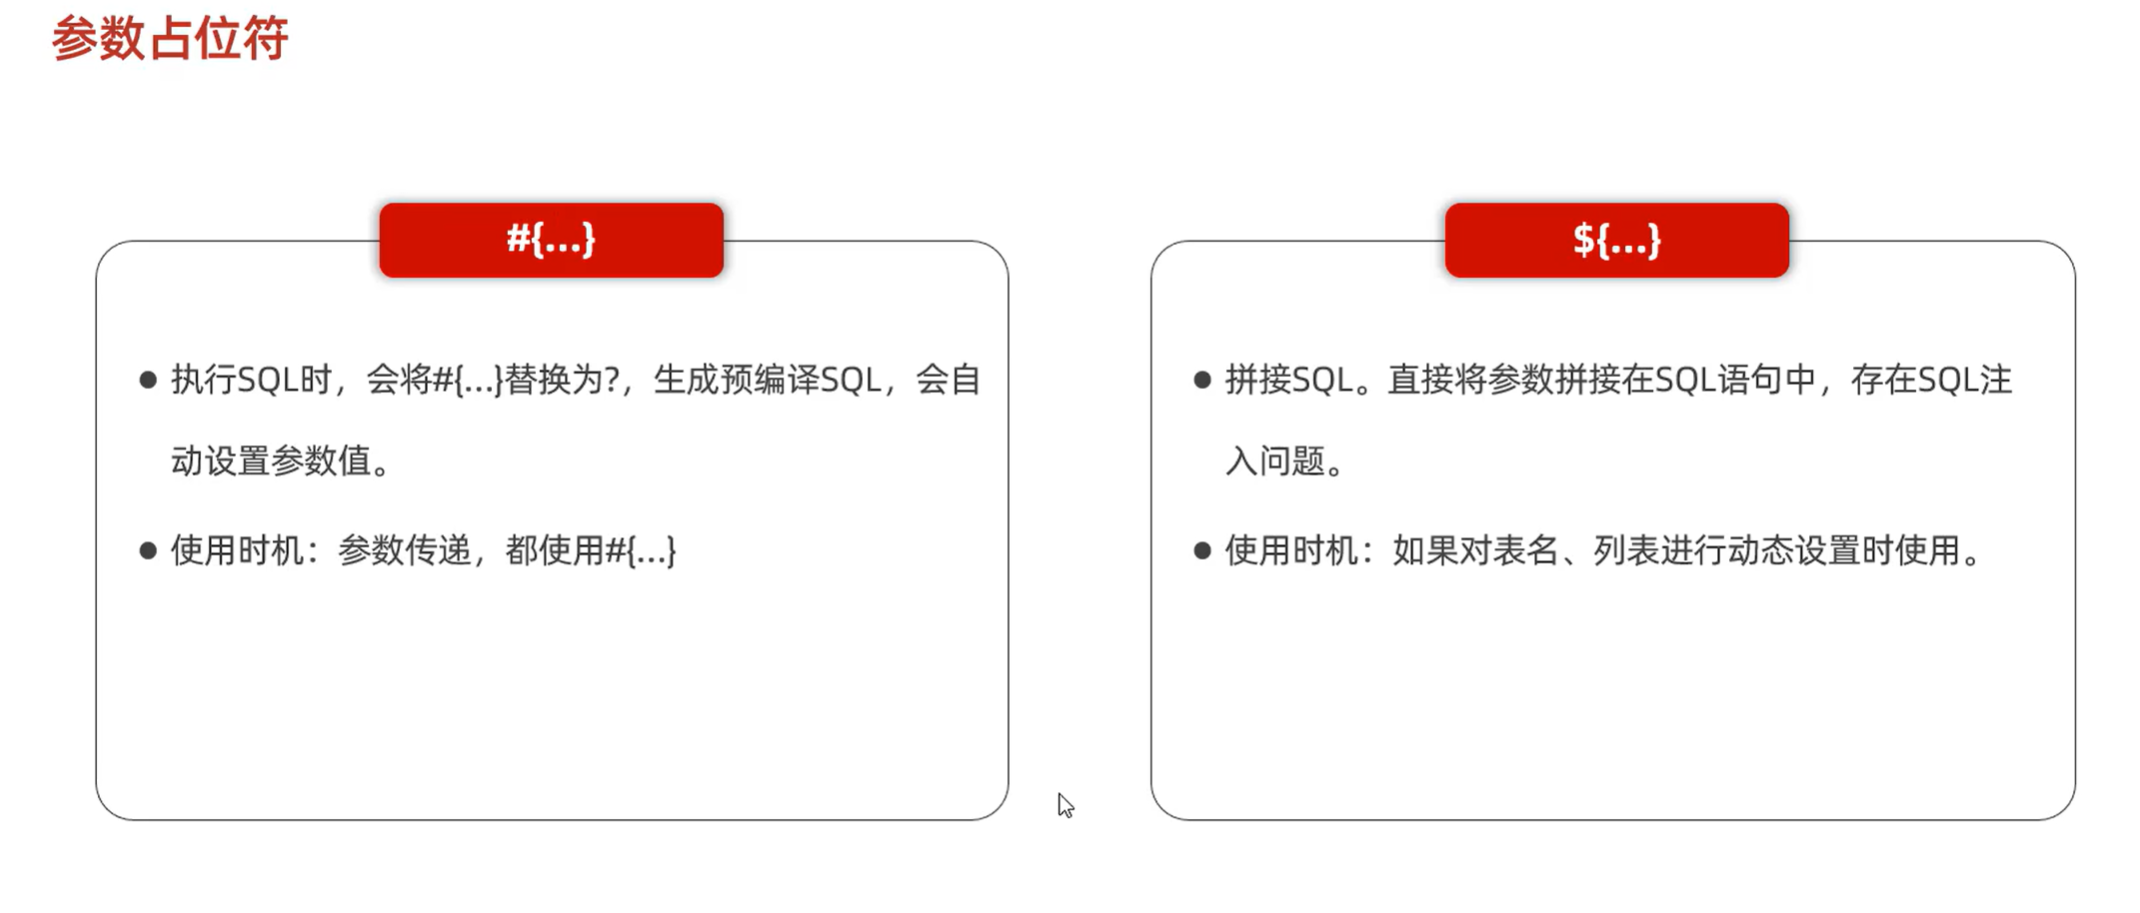 参数占位符
#{...}
执行SQL时，会将#{...}替换为?，生成预编译SQL，会自
动设置参数值。
使用时机：参数传递，都使用#{...}
${...}
拼接SQL。直接将参数拼接在SQL语句中，存在SQL注
入问题。
使用时机：如果对表名、列表进行动态设置时使用。